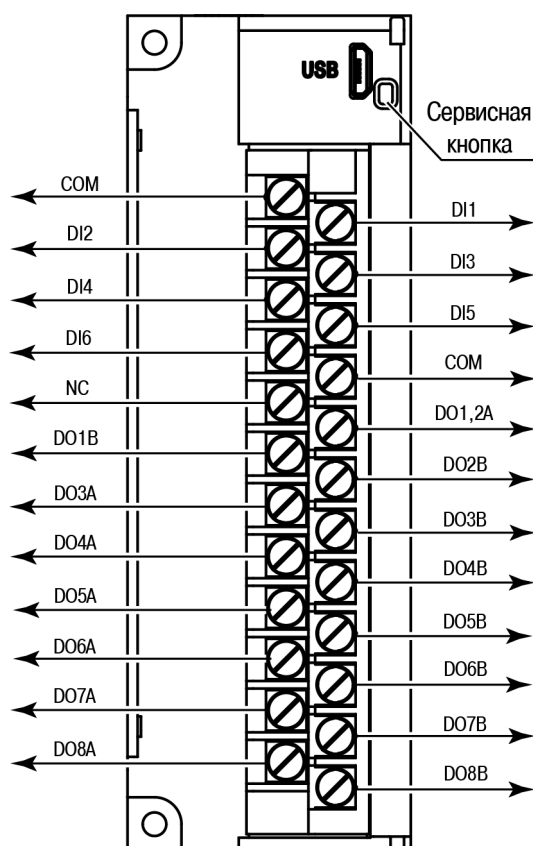 USB
Сервисная
кнопка
COM
DI1
DI2
DI3
DI4
DI5
DI6
COM
NC
DO1,2A
DO1B
DO2B
DO3A
DO3B
DO4A
DO4B
DO5A
DO5B
DO6A
DO6B
DO7A
DO7B
DO8A
DO8B